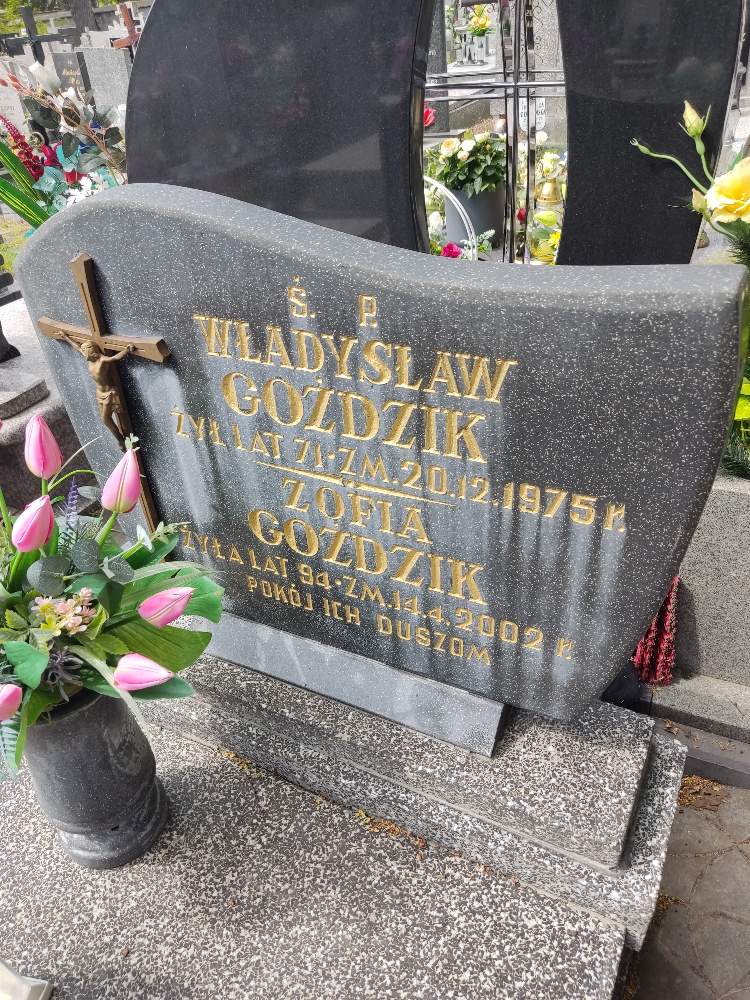 Ś. P.
WŁADYSŁAW
GOŹDZIK
ŻYŁ LAT 71·ZM. 20.12.1975 R.
ZOFIA
GOŹDZIK
ŻYŁA LAT 94·ZM. 14.4.2002 R.
POKÓJ ICH DUSZOM